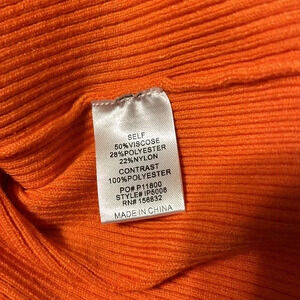 SELF
50%VISCOSE
28%POLYESTER
22%NYLON
CONTRAST
100%POLYESTER
PO# P11800
STYLE# IP6006
RN# 156832
MADE IN CHINA